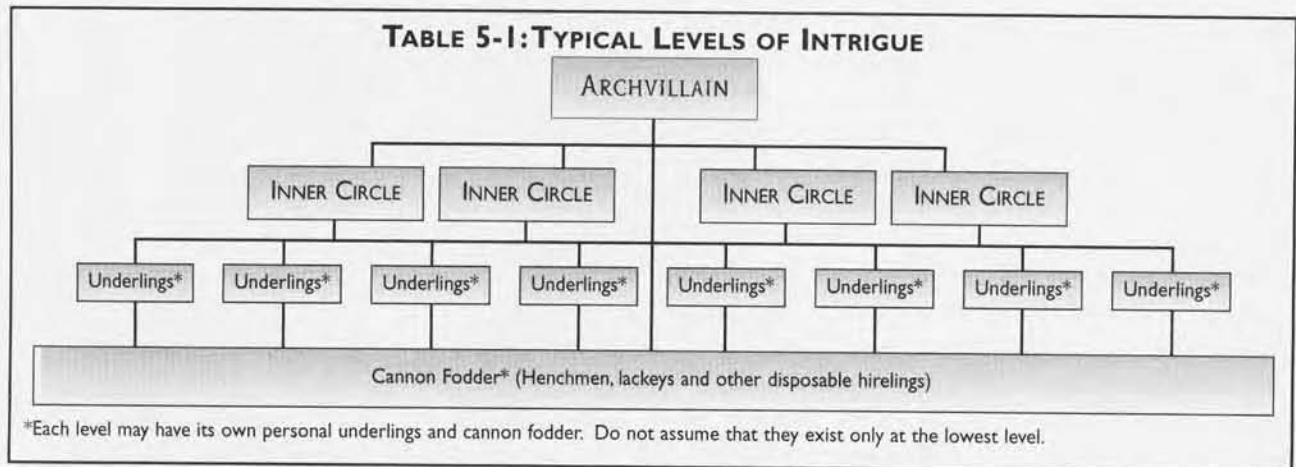 TABLE 5-1: TYPICAL LEVELS OF INTRIGUE
ARCHVILLAIN
INNER CIRCLE
INNER CIRCLE
INNER CIRCLE
INNER CIRCLE
Underlings*
Underlings*
Underlings*
Underlings*
Underlings*
Underlings*
Underlings*
Underlings*
Cannon Fodder* (Henchmen, lackeys and other disposable hirelings)
*Each level may have its own personal underlings and cannon fodder. Do not assume that they exist only at the lowest level.